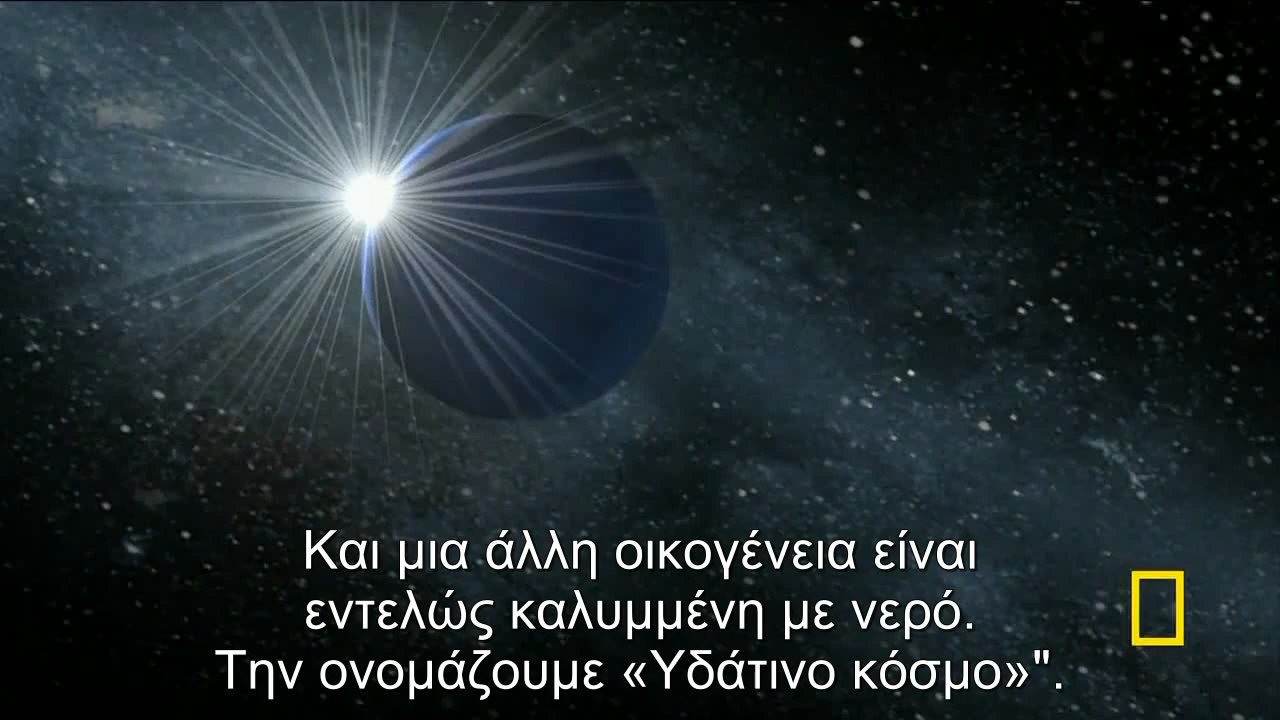 Και μια άλλη οικογένεια είναι
εντελώς καλυμμένη με νερό.
Την ονομάζουμε «Υδάτινο κόσμο»".